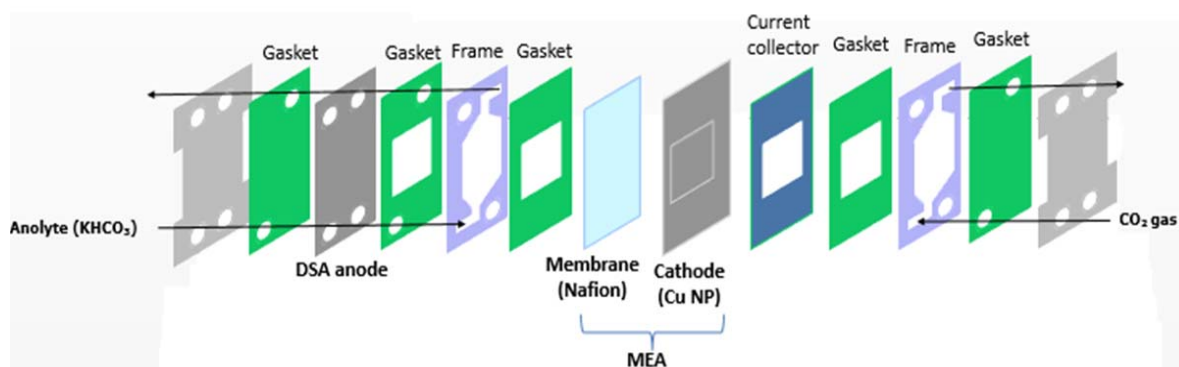 Gasket
Gasket
Frame
Gasket
Current
collector
Gasket
Frame
Gasket
Anolyte (KHCO₃)
CO₂ gas
DSA anode
Membrane
(Nafion)
Cathode
(Cu NP)
MEA